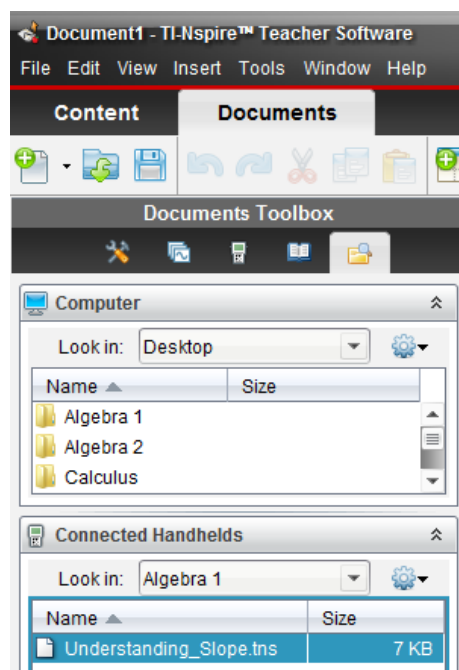 Document1 - TI-Nspire™ Teacher Software
File Edit View Insert Tools Window Help
Content Documents
Documents Toolbox
Computer
Look in: Desktop
Name Size
Algebra 1
Algebra 2
Calculus
Connected Handhelds
Look in: Algebra 1
Name Size
Understanding_Slope.tns 7 KB